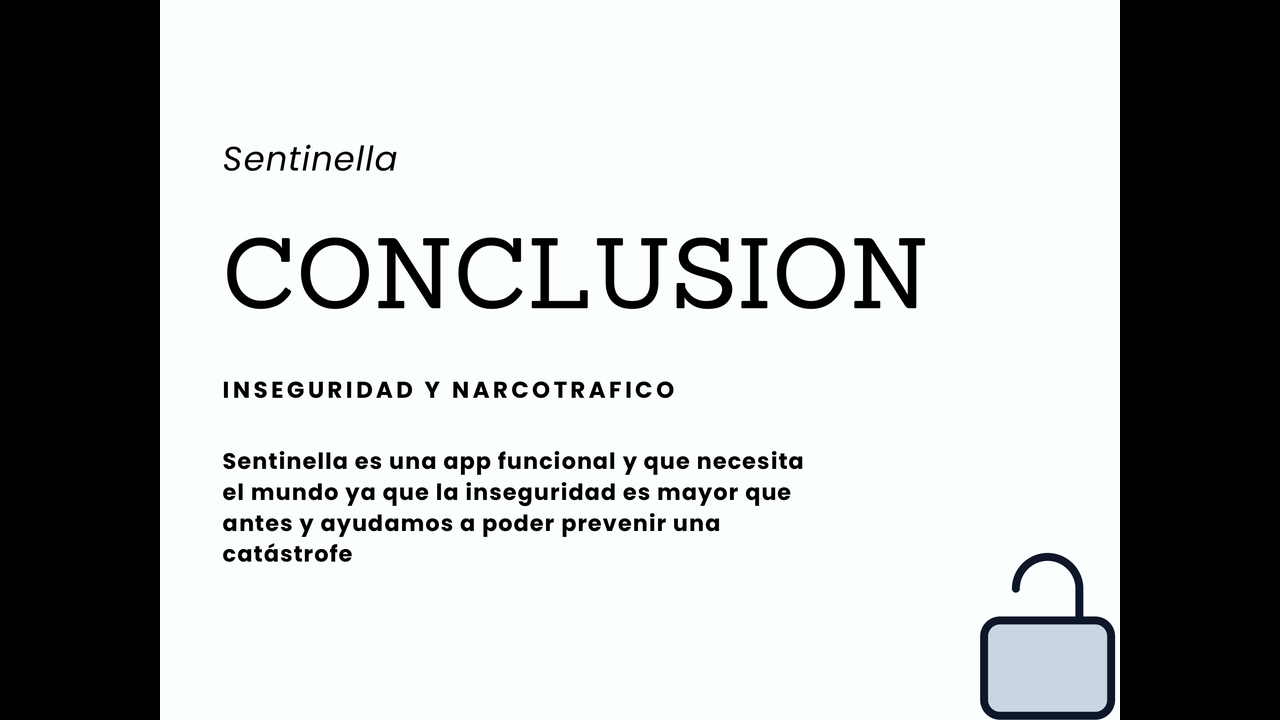 Sentinella
CONCLUSION
INSEGURIDAD Y NARCOTRAFICO
Sentinella es una app funcional y que necesita
el mundo ya que la inseguridad es mayor que
antes y ayudamos a poder prevenir una
catástrofe